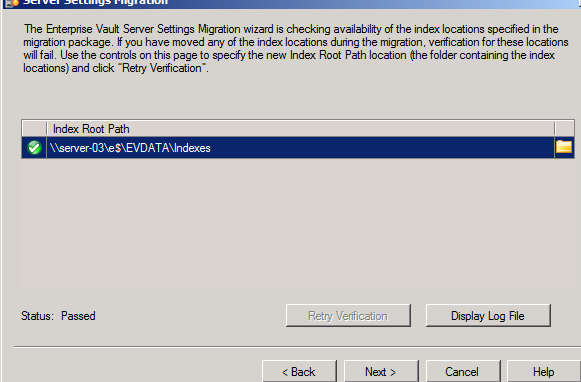 Server Settings Migration
The Enterprise Vault Server Settings Migration wizard is checking availability of the index locations specified in the
migration package. If you have moved any of the index locations during the migration, verification for these locations
will fail. Use the controls on this page to specify the new Index Root Path location (the folder containing the index
locations) and click "Retry Verification".
Index Root Path
\\server-03\e$\EVDATA\Indexes
Status: Passed
Retry Verification
Display Log File
< Back
Next >
Cancel
Help